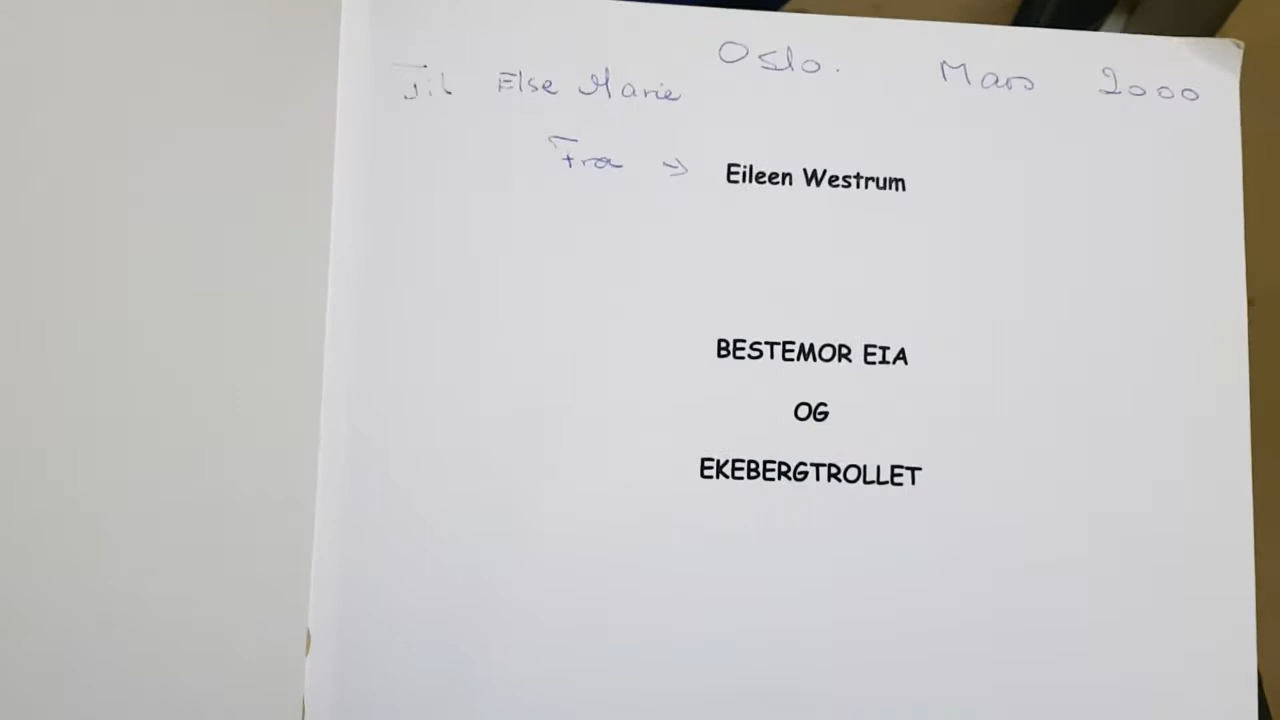 Oslo. Mars 2000
Til Else Marie
Fra → Eileen Westrum
BESTEMOR EIA
OG
EKEBERGTROLLET